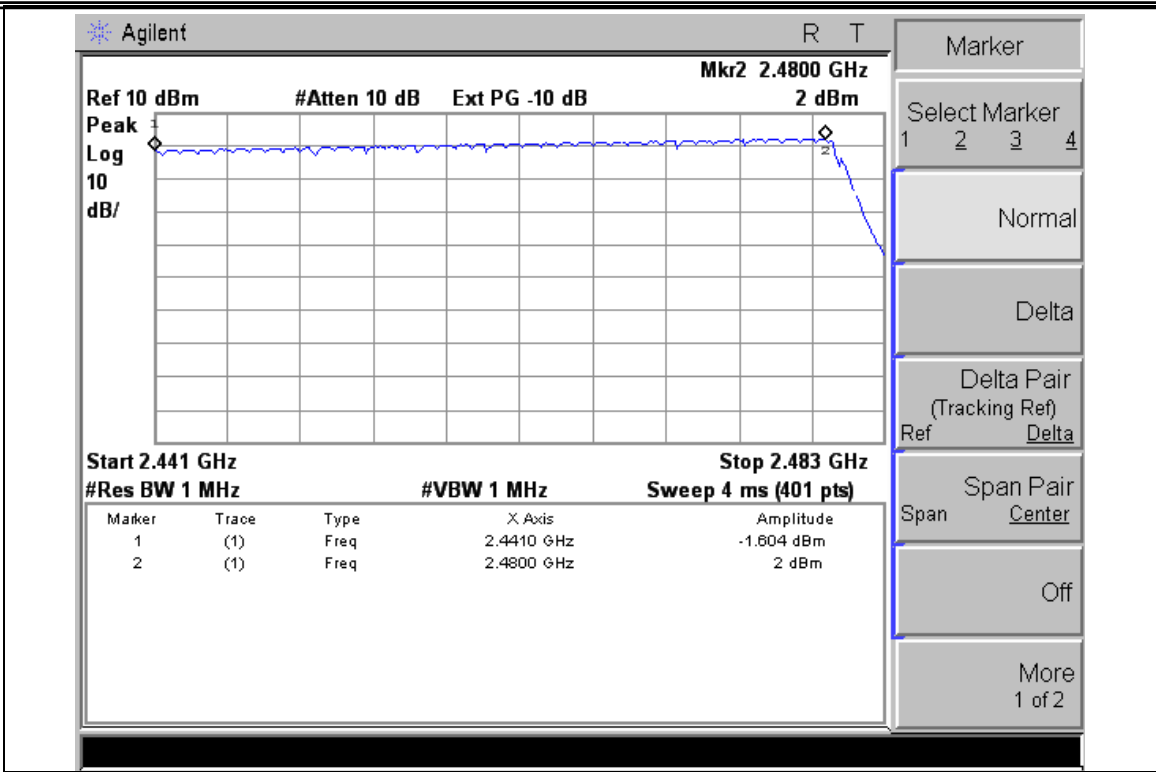 Agilent R T
Mkr2 2.4800 GHz
Ref 10 dBm #Atten 10 dB Ext PG -10 dB 2 dBm
Peak
Log
10
dB/
1
2
Start 2.441 GHz Stop 2.483 GHz
#Res BW 1 MHz #VBW 1 MHz Sweep 4 ms (401 pts)
Marker Trace Type X Axis Amplitude
1 (1) Freq 2.4410 GHz -1.604 dBm
2 (1) Freq 2.4800 GHz 2 dBm
Marker
Select Marker
1 2 3 4
Normal
Delta
Delta Pair
(Tracking Ref)
Ref Delta
Span Pair
Span Center
Off
More
1 of 2